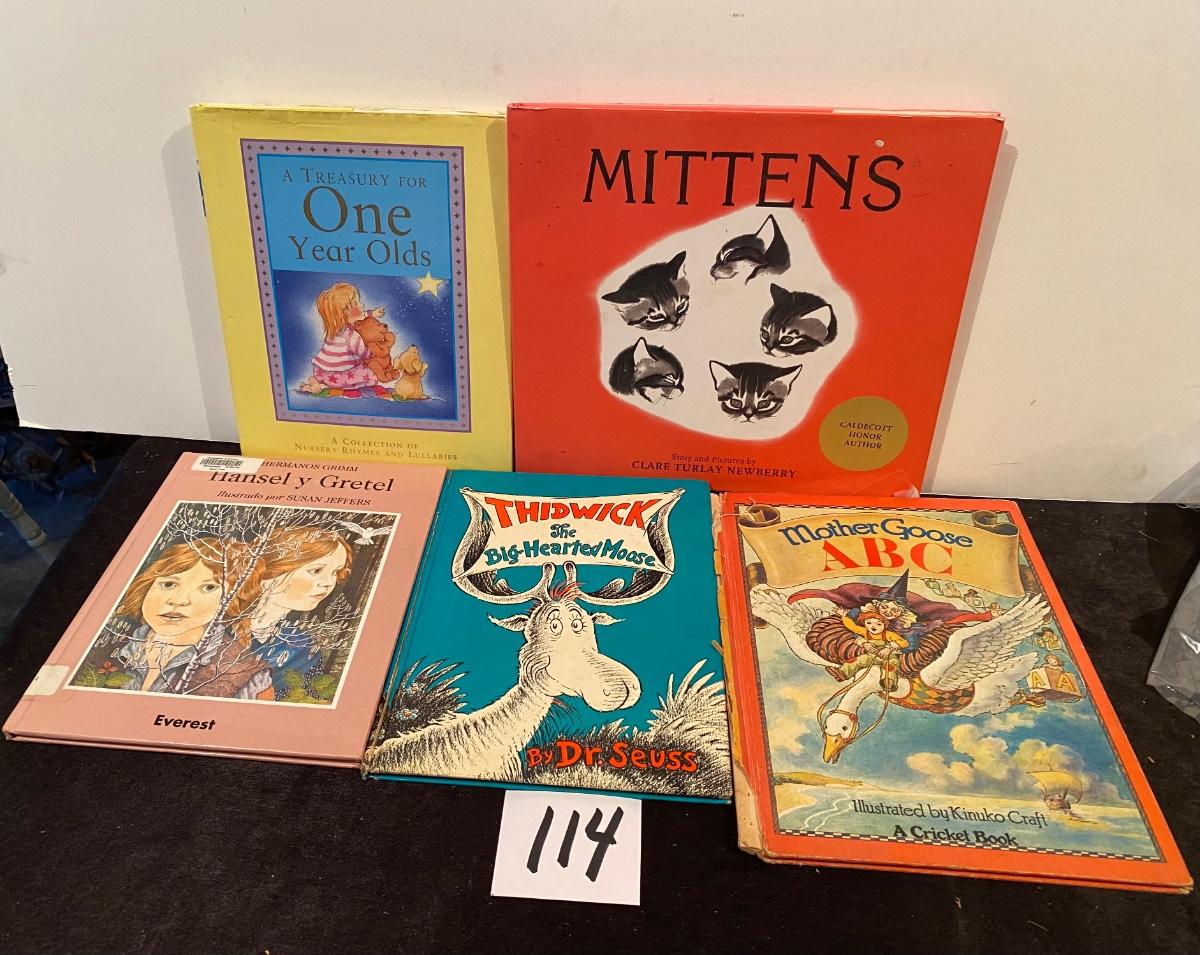 A TREASURY FOR
One
Year Olds
A COLLECTION OF
NURSERY RHYMES AND LULLABIES
MITTENS
CALDECOTT
HONOR
AUTHOR
Story and Pictures by
CLARE TURLAY NEWBERRY
HERMANOS GRIMM
Hansel y Gretel
Ilustrado por SUSAN JEFFERS
Everest
THIDWICK
The
Big-Hearted Moose
By Dr. Seuss
Mother Goose
ABC
A A
Illustrated by Kinuko Craft
A Cricket Book
114